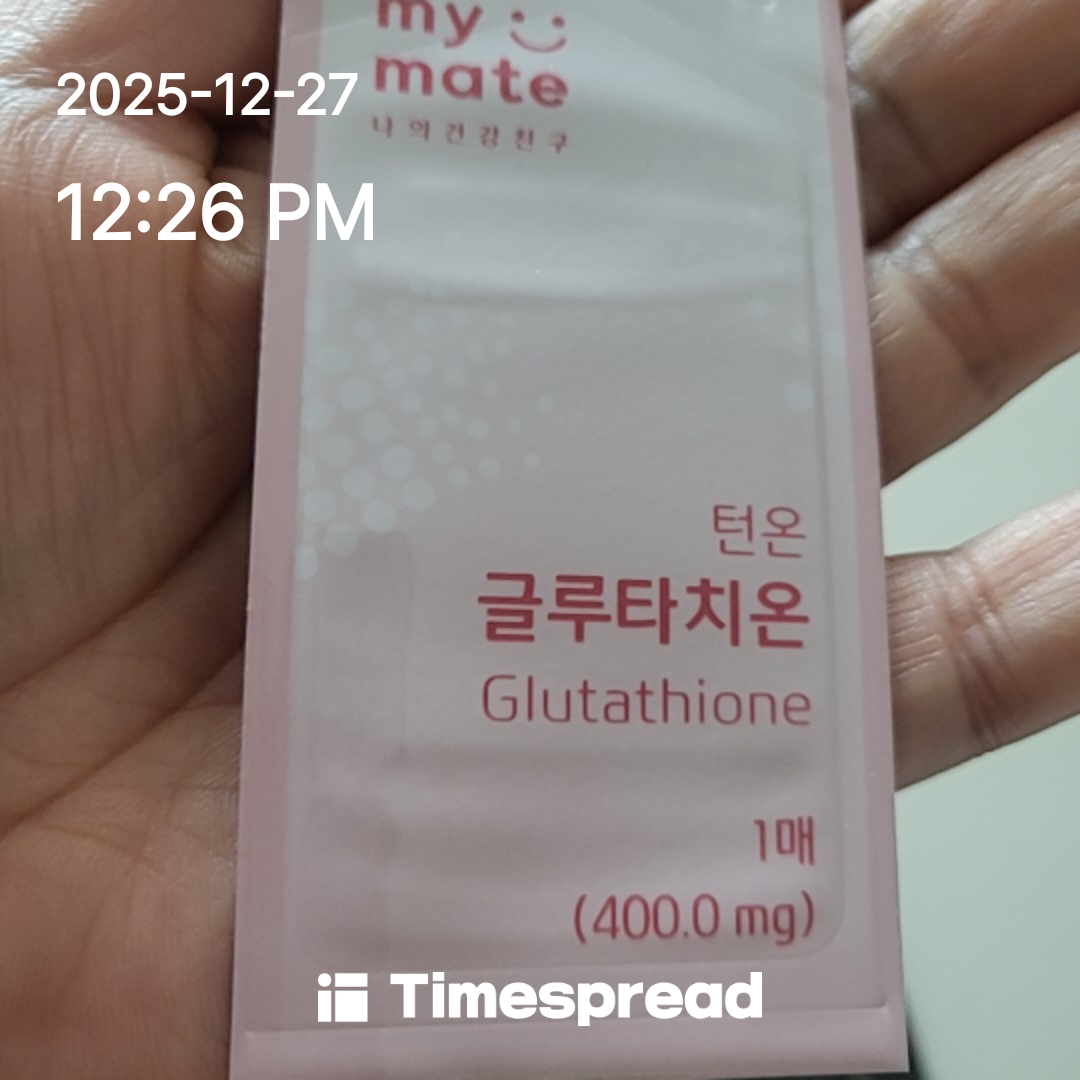 my
mate
나의건강친구
2025-12-27
12:26 PM
턴온
글루타치온
Glutathione
1매
(400.0 mg)
Timespread